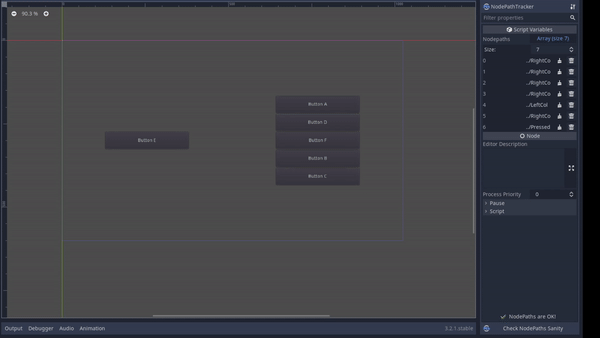 90.3 %
Button E
Button A
Button D
Button F
Button B
Button C
Output
Debugger
Audio
Animation
3.2.1.stable
NodePathTracker
Filter properties
Script Variables
Nodepaths
Array (size 7)
Size:
7
0 ../RightCo
1 ../RightCo
2 ../RightCo
3 ../RightCo
4 ../LeftCol
5 ../RightCo
6 ../Pressed
Node
Editor Description
Process Priority
0
Pause
Script
NodePaths are OK!
Check NodePaths Sanity